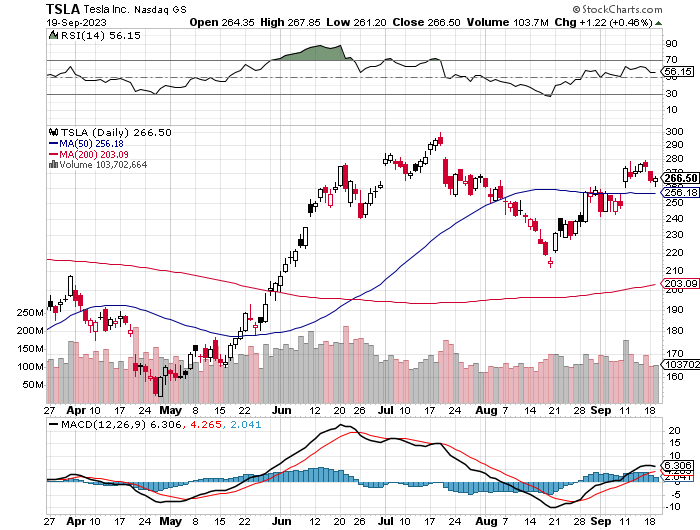 TSLA Tesla Inc. Nasdaq GS © StockCharts.com
19-Sep-2023 Open 264.35 High 267.85 Low 261.20 Close 266.50 Volume 103.7M Chg +1.22 (+0.46%)
RSI(14) 56.15
90
70
56.15
50
30
10
TSLA (Daily) 266.50
MA(50) 256.18
MA(200) 203.09
Volume 103,702,664
300
290
280
270
266.50
256.18
250
240
230
220
210
203.09
190
180
170
160
250M
200M
150M
100M
50M
103702
27 Apr 10 17 24 May 8 15 22 Jun 12 20 26 Jul 10 17 24 Aug 7 14 21 28 Sep 11 18
MACD(12,26,9) 6.306, 4.265, 2.041
20
15
10
6.306
2.041
0
-5
-10
27 Apr 10 17 24 May 8 15 22 Jun 12 20 26 Jul 10 17 24 Aug 7 14 21 28 Sep 11 18